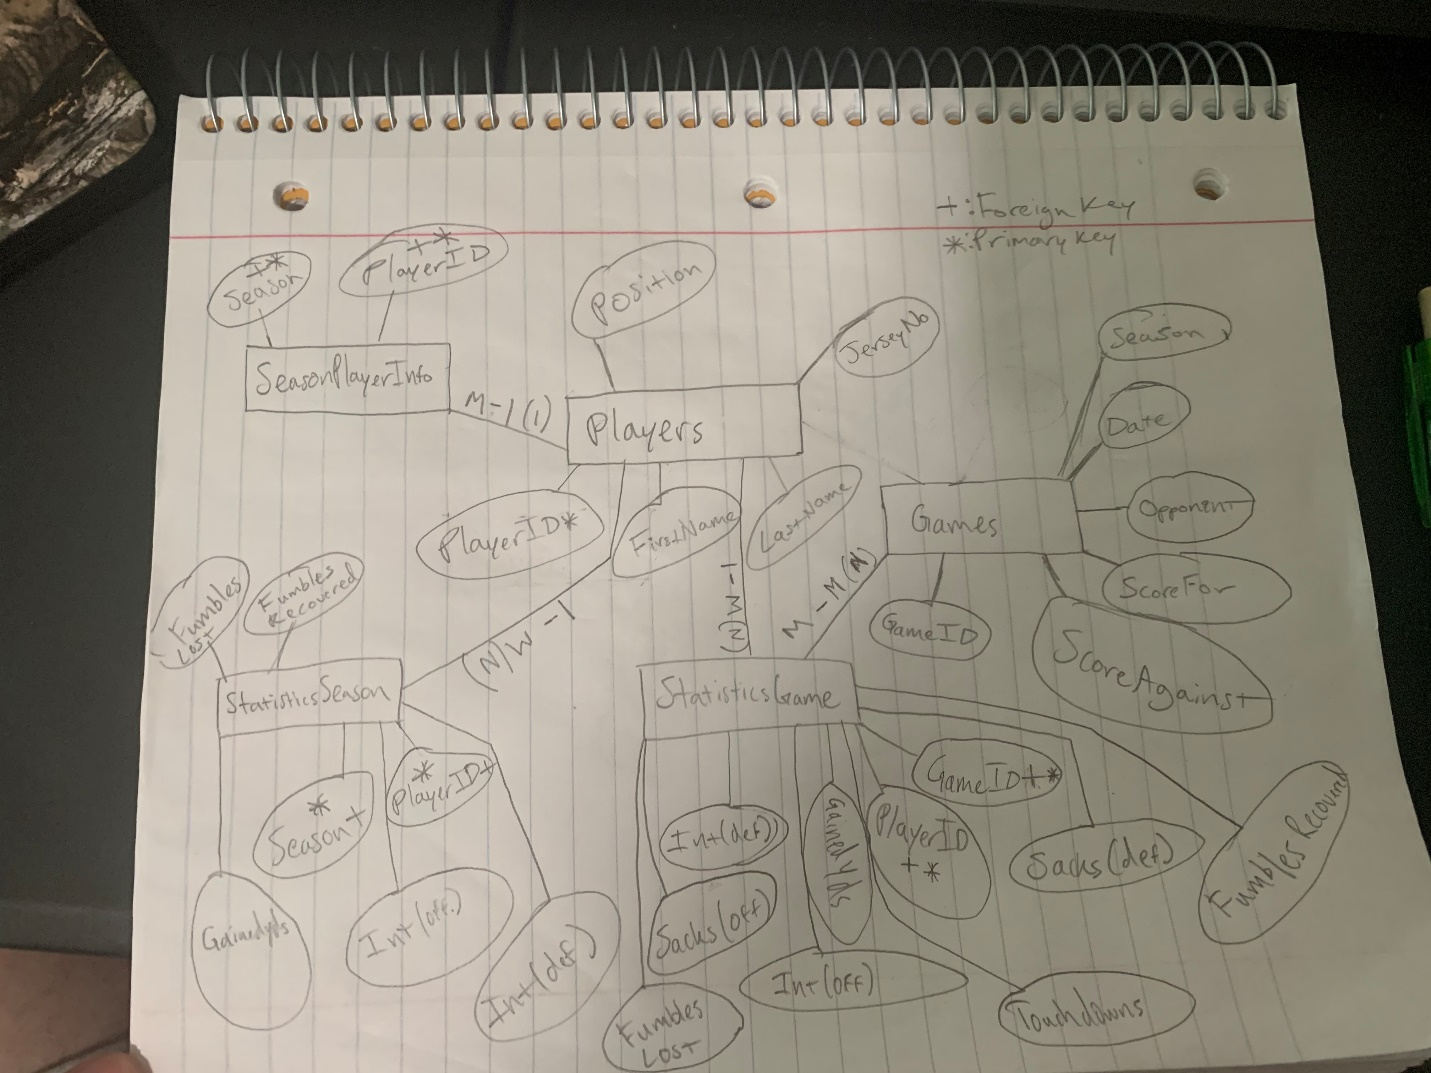 +:Foreign Key
*:Primary Key
+*
Season
+*
PlayerID
Position
JerseyNo
Season
SeasonPlayerInfo
M-1(1)
Players
Date
PlayerID*
FirstName
LastName
Games
Opponent
Fumbles
Lost
Fumbles
Recovered
(N)
-1
1-M(N)
M-M(N)
GameID
ScoreFor
ScoreAgainst
StatisticsSeason
StatisticsGame
*
Season+
*
PlayerID+
GameID+*
Int(def)
GainedYds
PlayerID
+*
Sacks(def)
Fumbles Recovered
Gainedyds
Int(off.)
Int(def)
Sacks(off)
Int(off)
Fumbles
Lost
Touchdowns